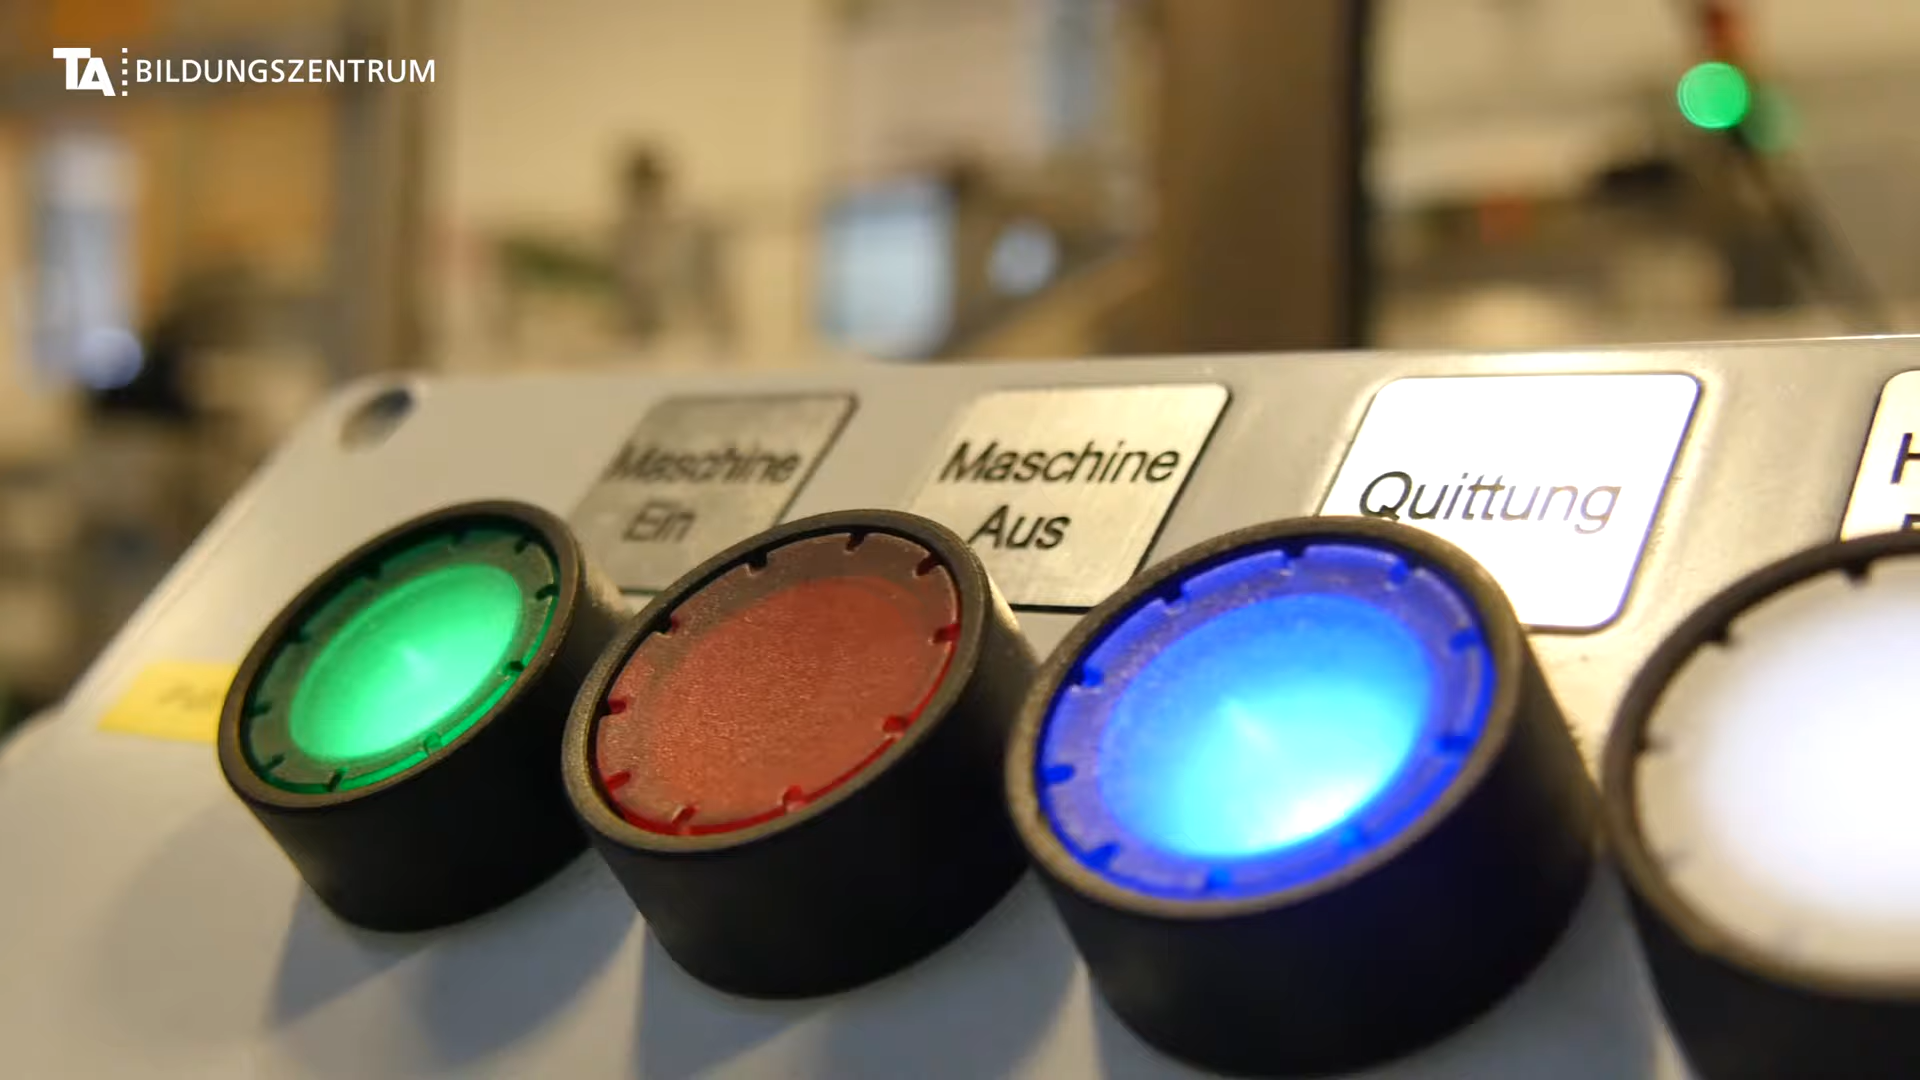 TA BILDUNGSZENTRUM
Maschine
Ein
Maschine
Aus
Quittung
H